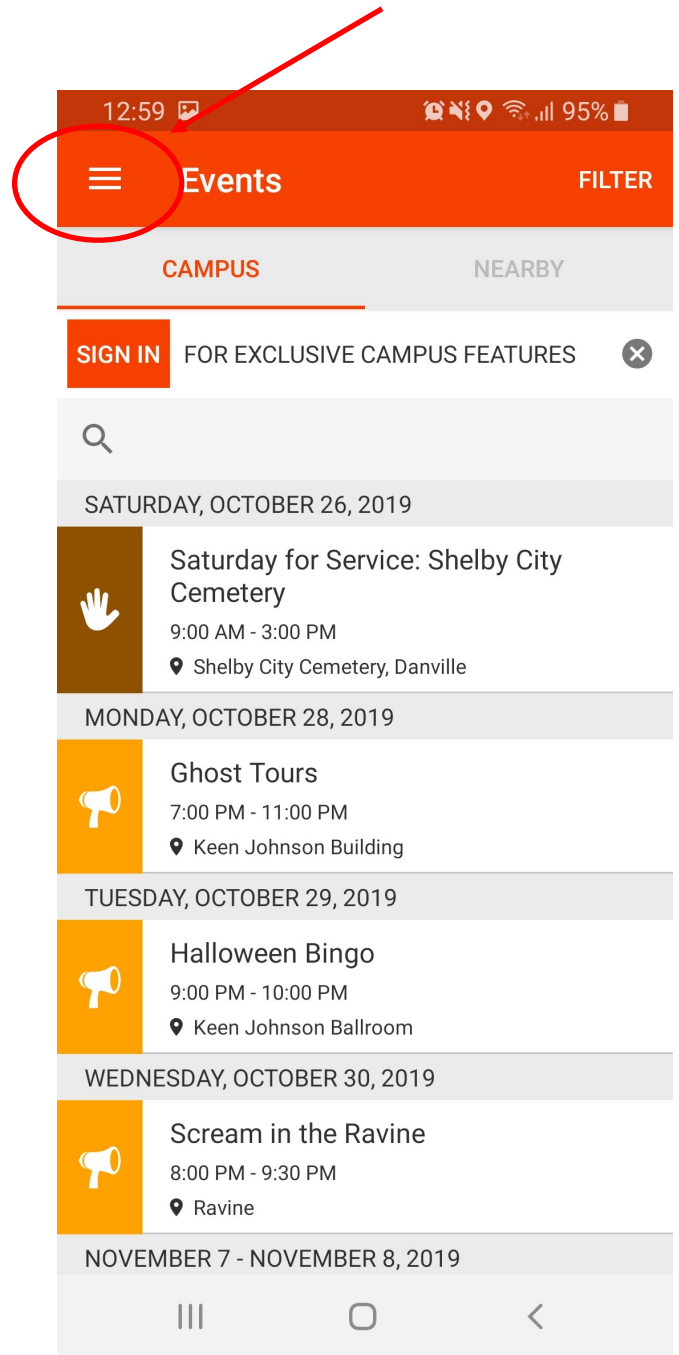 12:59 95%
Events FILTER
CAMPUS NEARBY
SIGN IN FOR EXCLUSIVE CAMPUS FEATURES
SATURDAY, OCTOBER 26, 2019
Saturday for Service: Shelby City
Cemetery
9:00 AM - 3:00 PM
Shelby City Cemetery, Danville
MONDAY, OCTOBER 28, 2019
Ghost Tours
7:00 PM - 11:00 PM
Keen Johnson Building
TUESDAY, OCTOBER 29, 2019
Halloween Bingo
9:00 PM - 10:00 PM
Keen Johnson Ballroom
WEDNESDAY, OCTOBER 30, 2019
Scream in the Ravine
8:00 PM - 9:30 PM
Ravine
NOVEMBER 7 - NOVEMBER 8, 2019